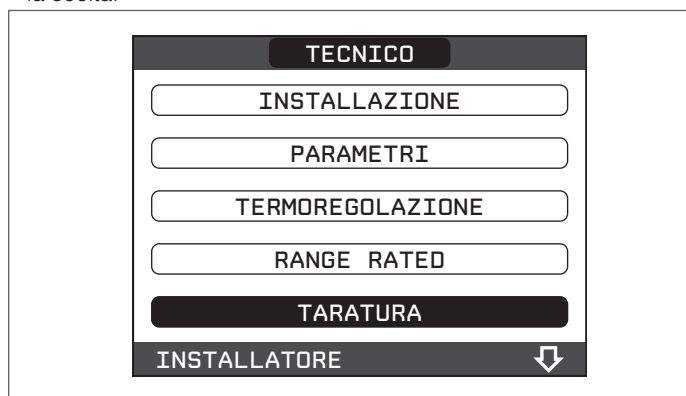 TECNICO
INSTALLAZIONE
PARAMETRI
TERMOREGOLAZIONE
RANGE RATED
TARATURA
INSTALLATORE